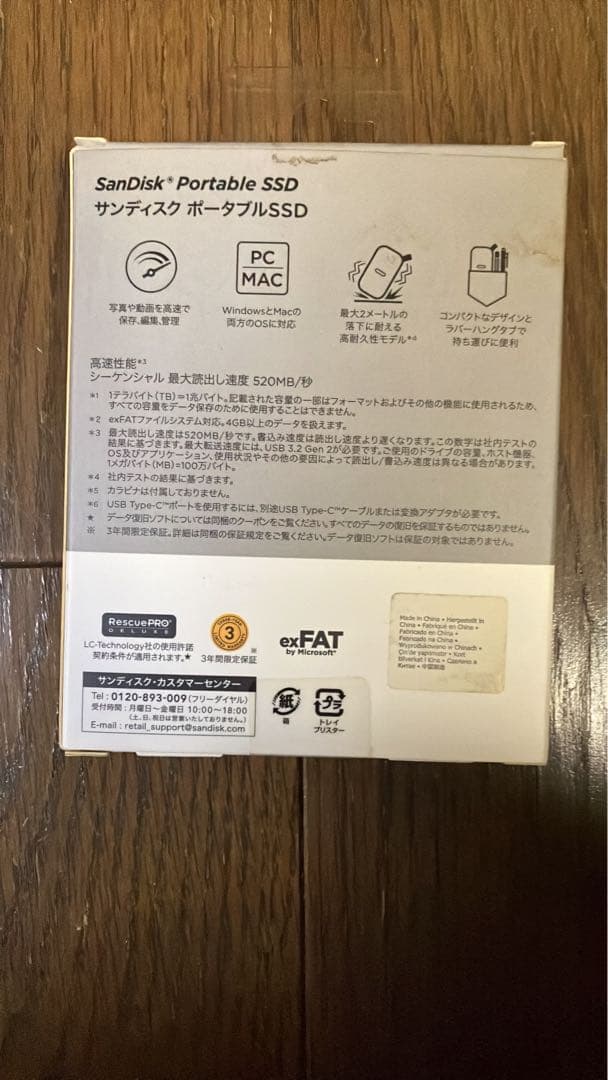 SanDisk® Portable SSD
サンディスク ポータブルSSD
写真や動画を高速で
保存、編集、管理
PC
MAC
WindowsとMacの
両方のOSに対応
最大2メートルの
落下に耐える
高耐久性モデル*4
コンパクトなデザインと
ラバーハングタブで
持ち運びに便利
高速性能*3
シーケンシャル 最大読出し速度 520MB/秒
*1 1テラバイト(TB)=1兆バイト。記載された容量の一部はフォーマットおよびその他の機能に使用されるため、
すべての容量をデータ保存のために使用することはできません。
*2 exFATファイルシステム対応。4GB以上のデータを扱えます。
*3 最大読出し速度は520MB/秒です。書込み速度は読出し速度より遅くなります。この数字は社内テストの
結果に基づきます。最大転送速度には、USB 3.2 Gen 2が必要です。ご使用のドライブの容量、ホスト機器、
OS及びアプリケーション、使用状況やその他の要因によって読出し/書込み速度は異なる場合があります。
1メガバイト(MB)=100万バイト。
*4 社内テストの結果に基づきます。
*5 カラビナは付属しておりません。
*6 USB Type-C™ポートを使用するには、別途USB Type-C™ケーブルまたは変換アダプタが必要です。
★ データ復旧ソフトについては同梱のクーポンをご覧ください。すべてのデータの復旧を保証するものではありません。
※ 3年間限定保証。詳細は同梱の保証規定をご覧ください。データ復旧ソフトは保証の対象ではありません。
RescuePRO®
DELUXE
LC-Technology社の使用許諾
契約条件が適用されます。★
3
※
3年間限定保証
exFAT
by Microsoft®
Made in China • Hergestellt in
China • Fabriqué en Chine •
Fabricado en China •
Fabricado na China •
Wyprodukowano w Chinach •
Çin'de yapılmıştır • Kort
Tillverkat i Kina • Сделано в
Китае • 中国製造
サンディスク・カスタマーセンター
Tel : 0120-893-009 (フリーダイヤル)
受付時間 : 月曜日～金曜日 10:00～18:00
(土、日、祝日は営業いたしておりません。)
E-mail : retail_support@sandisk.com
紙
箱
プラ
トレイ
ブリスター